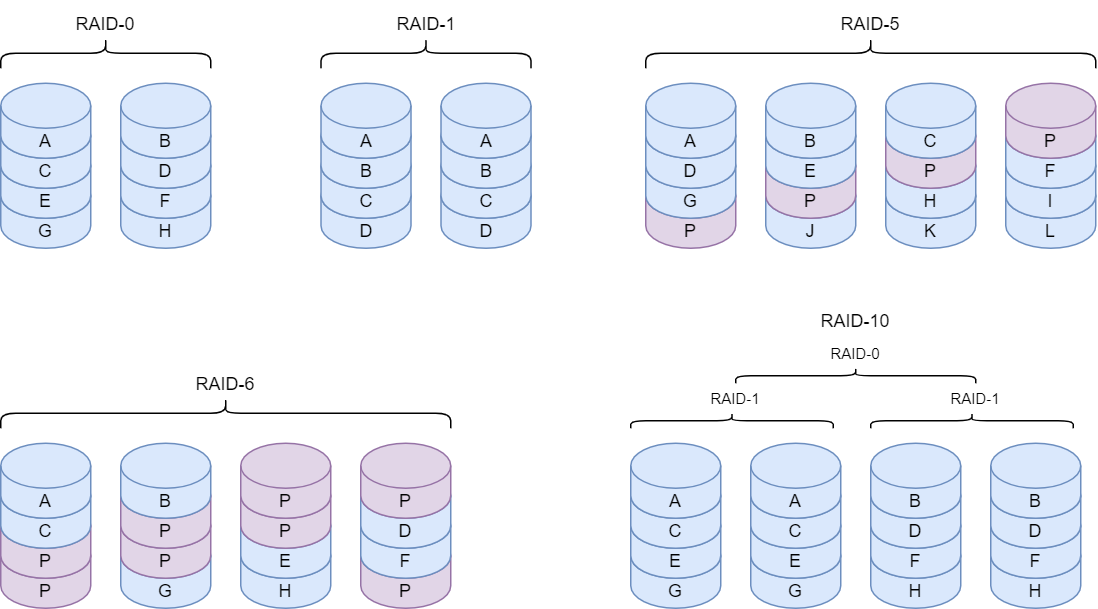 RAID-0 RAID-1 RAID-5
A B A A A B C P
C D B B D E P F
E F C C G P H I
G H D D P J K L
RAID-10
RAID-0
RAID-6
RAID-1 RAID-1
A B P P A A B B
C P P D C C D D
P P E F E E F F
P G H P G G H H